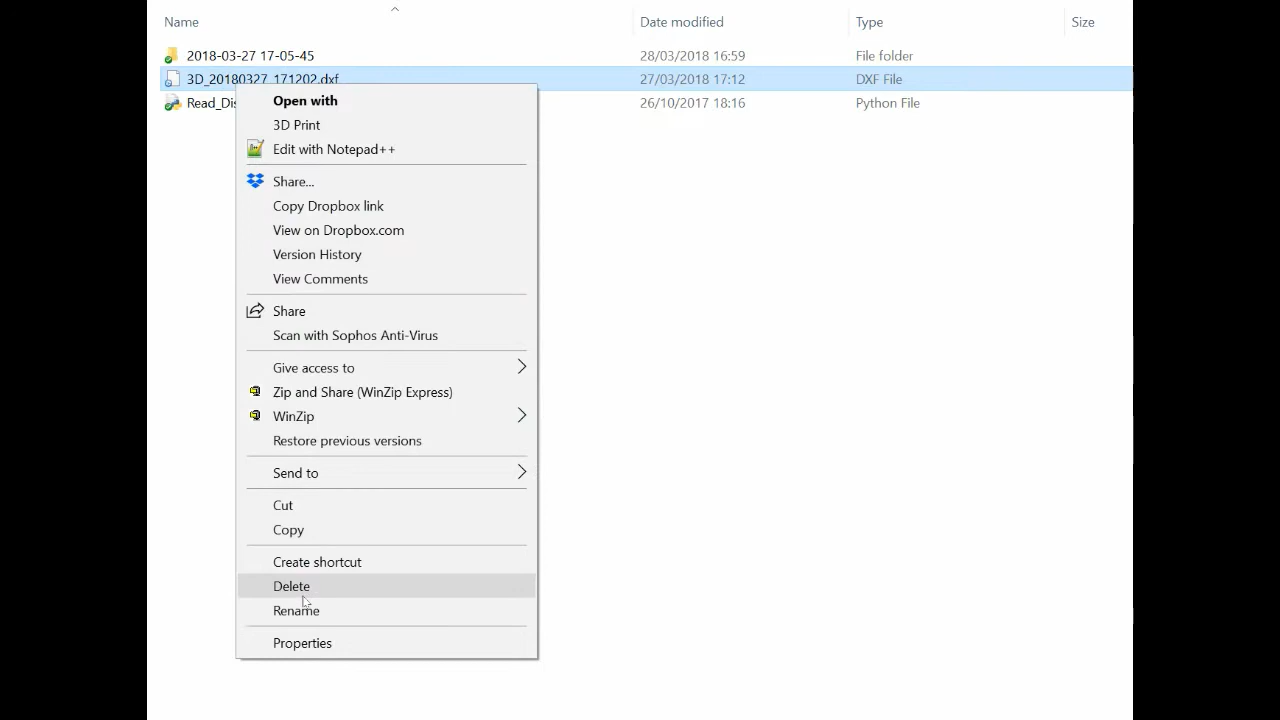 Name Date modified Type Size
2018-03-27 17-05-45 28/03/2018 16:59 File folder
3D_20180327_171202.dxf 27/03/2018 17:12 DXF File
Read_Dis 26/10/2017 18:16 Python File
Open with
3D Print
Edit with Notepad++
Share...
Copy Dropbox link
View on Dropbox.com
Version History
View Comments
Share
Scan with Sophos Anti-Virus
Give access to
Zip and Share (WinZip Express)
WinZip
Restore previous versions
Send to
Cut
Copy
Create shortcut
Delete
Rename
Properties